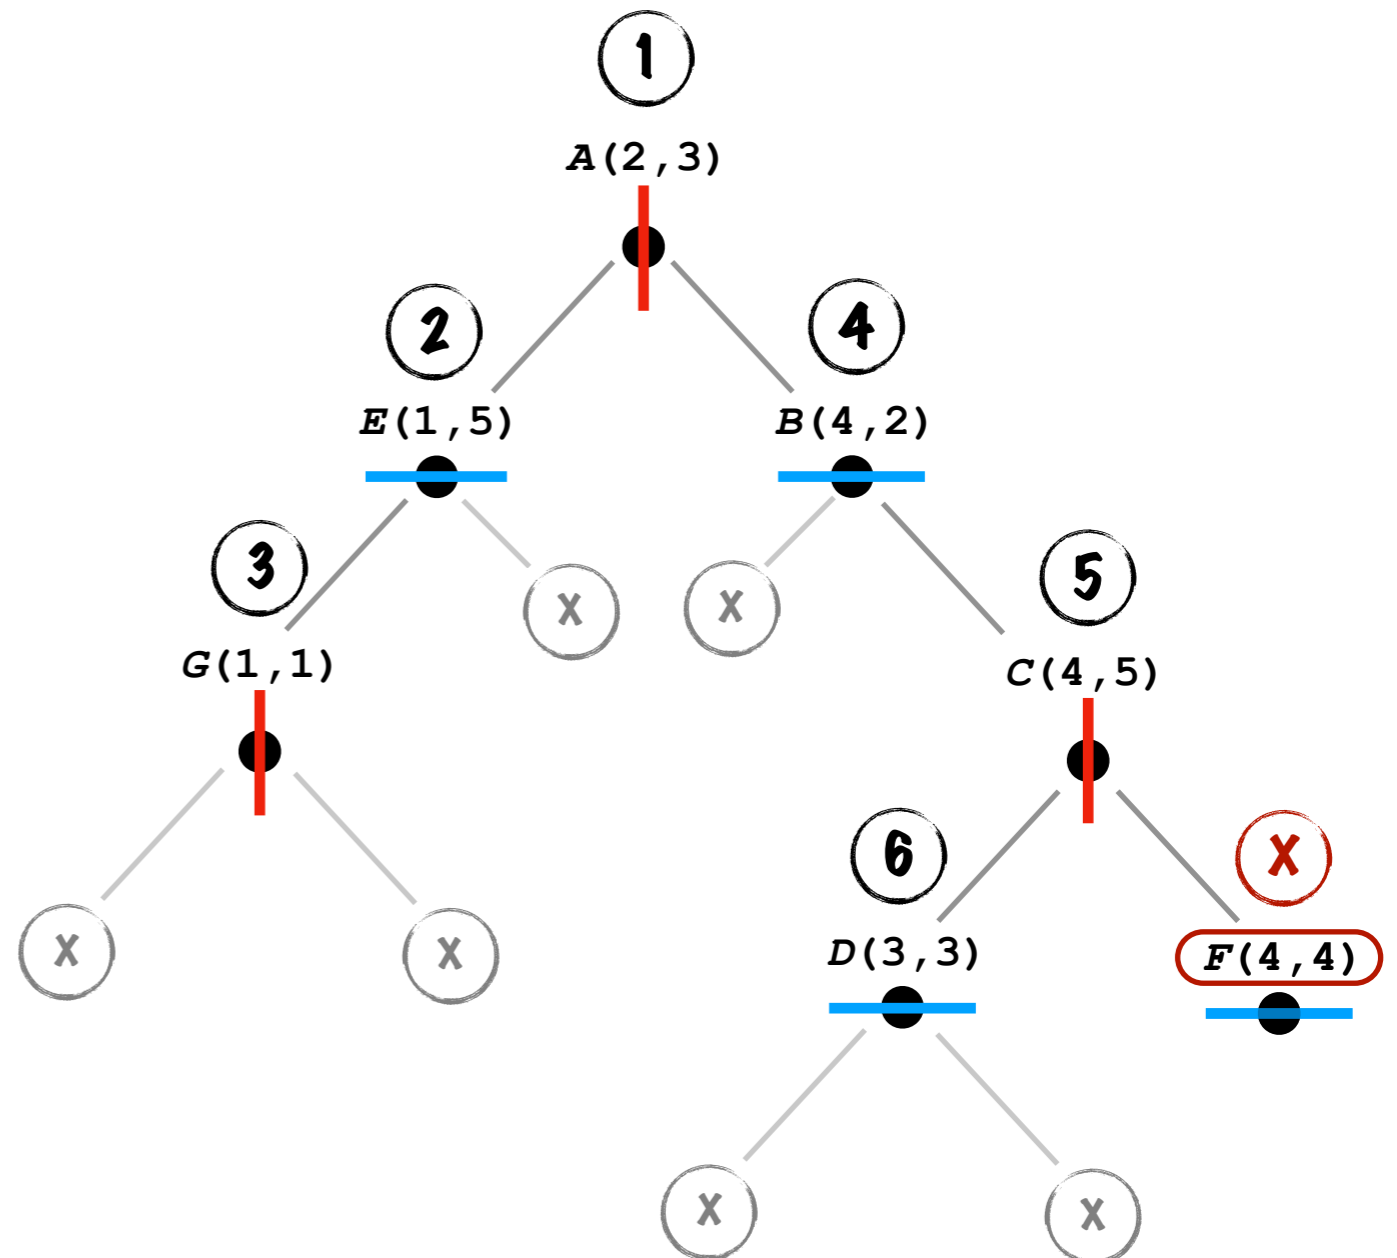 1
A(2,3)
2
4
E(1,5)
B(4,2)
3
X
X
5
G(1,1)
C(4,5)
6
X
X
X
D(3,3)
F(4,4)
X
X